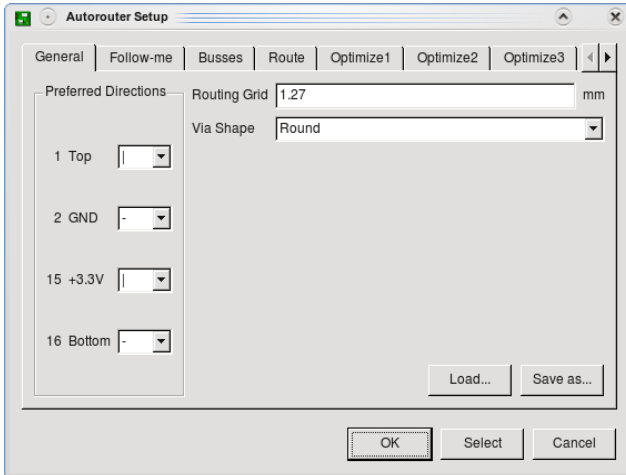 Autorouter Setup
General Follow-me Busses Route Optimize1 Optimize2 Optimize3
Preferred Directions
Routing Grid 1.27 mm
Via Shape Round
1 Top |
2 GND -
15 +3.3V |
16 Bottom -
Load... Save as...
OK Select Cancel